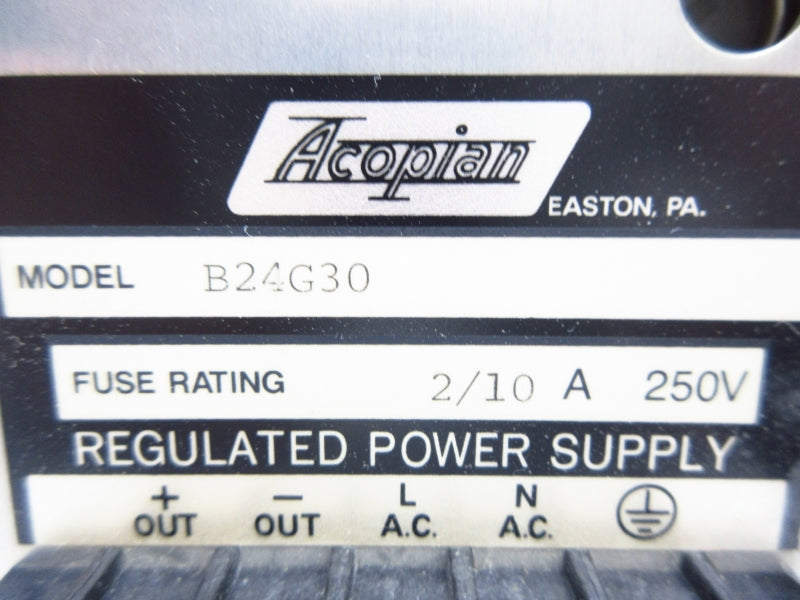 Acopian
EASTON, PA.
MODEL B24G30
FUSE RATING 2/10 A 250V
REGULATED POWER SUPPLY
+ − L N
OUT OUT A.C. A.C.